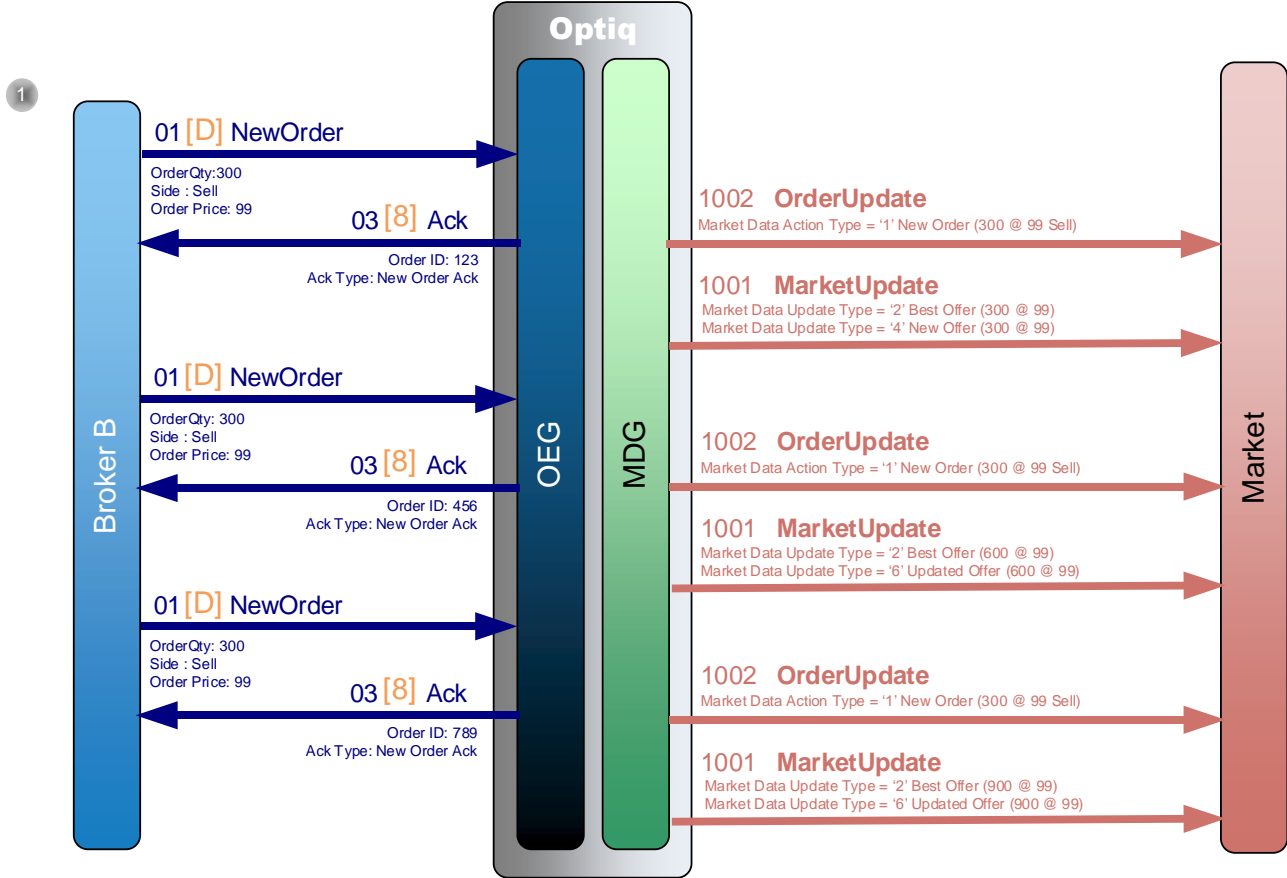 Optiq
1
01 [D] NewOrder
OrderQty:300
Side : Sell
Order Price: 99
03 [8] Ack
Order ID: 123
Ack Type: New Order Ack
1002 OrderUpdate
Market Data Action Type = ‘1’ New Order (300 @ 99 Sell)
1001 MarketUpdate
Market Data Update Type = ‘2’ Best Offer (300 @ 99)
Market Data Update Type = ‘4’ New Offer (300 @ 99)
01 [D] NewOrder
OrderQty: 300
Side : Sell
Order Price: 99
03 [8] Ack
Order ID: 456
Ack Type: New Order Ack
1002 OrderUpdate
Market Data Action Type = ‘1’ New Order (300 @ 99 Sell)
1001 MarketUpdate
Market Data Update Type = ‘2’ Best Offer (600 @ 99)
Market Data Update Type = ‘6’ Updated Offer (600 @ 99)
01 [D] NewOrder
OrderQty: 300
Side : Sell
Order Price: 99
03 [8] Ack
Order ID: 789
Ack Type: New Order Ack
1002 OrderUpdate
Market Data Action Type = ‘1’ New Order (300 @ 99 Sell)
1001 MarketUpdate
Market Data Update Type = ‘2’ Best Offer (900 @ 99)
Market Data Update Type = ‘6’ Updated Offer (900 @ 99)
Broker B
OEG
MDG
Market